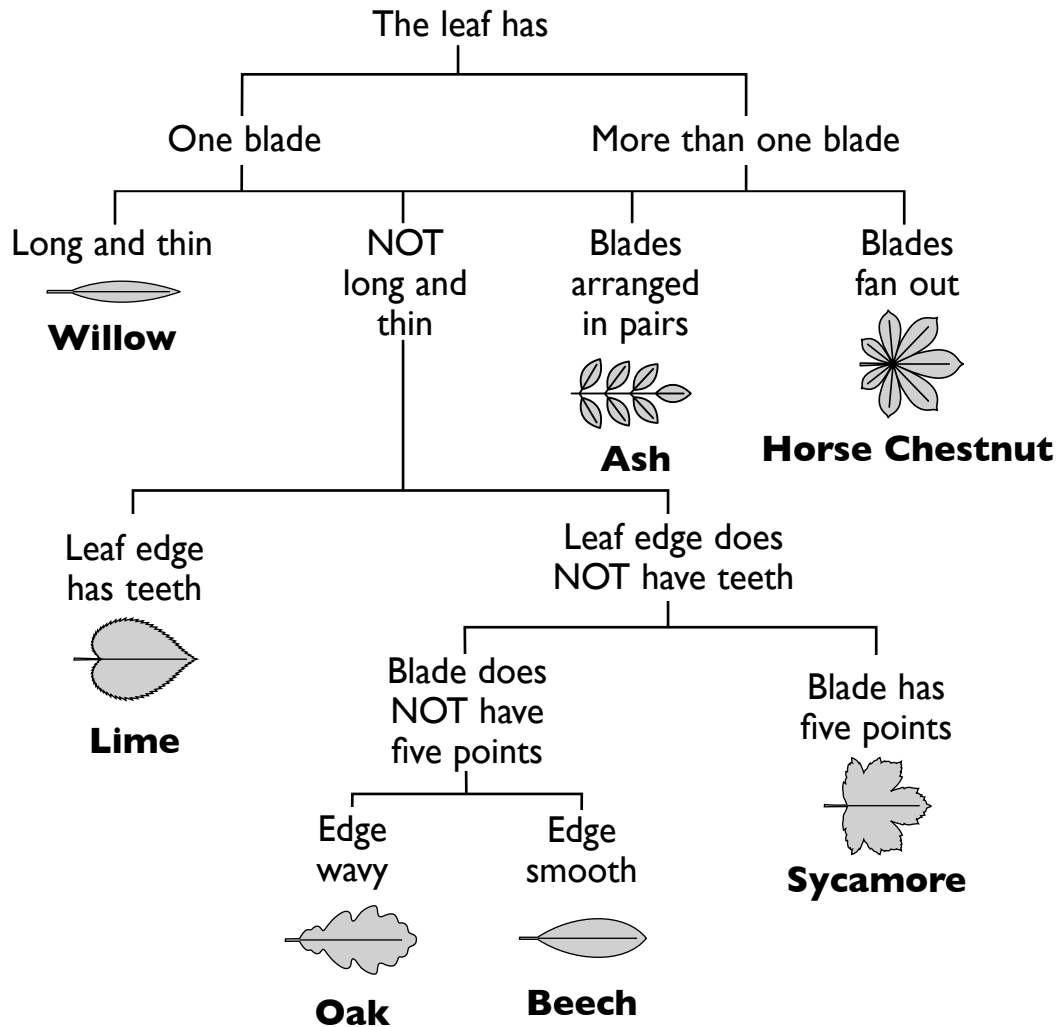 The leaf has
One blade
More than one blade
Long and thin
Willow
NOT
long and
thin
Blades
arranged
in pairs
Ash
Blades
fan out
Horse Chestnut
Leaf edge
has teeth
Lime
Leaf edge does
NOT have teeth
Blade does
NOT have
five points
Blade has
five points
Sycamore
Edge
wavy
Oak
Edge
smooth
Beech